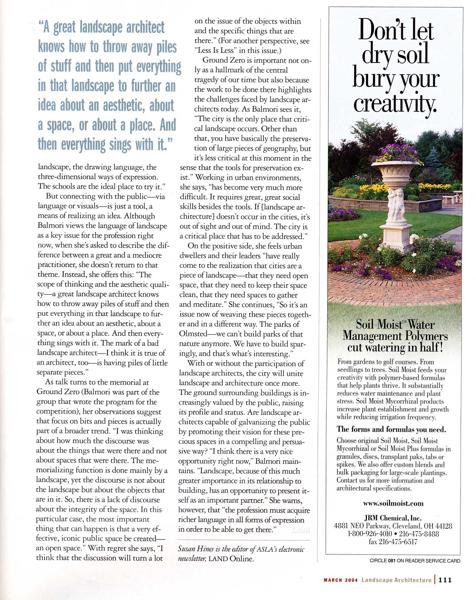 "A great landscape architect
knows how to throw away piles
of stuff and then put everything
in that landscape to further an
idea about an aesthetic, about
a space, or about a place. And
then everything sings with it."
landscape, the drawing language, the
three-dimensional ways of expression.
The schools are the ideal place to try it."
But connecting with the public—via
language or visuals—is just a tool, a
means of realizing an idea. Although
Balmori views the language of landscape
as a key issue for the profession right
now, when she's asked to describe the dif-
ference between a great and a mediocre
practitioner, she doesn't return to that
theme. Instead, she offers this: "The
scope of thinking and the aesthetic quali-
ty—a great landscape architect knows
how to throw away piles of stuff and then
put everything in that landscape to fur-
ther an idea about an aesthetic, about a
space, or about a place. And then every-
thing sings with it. The mark of a bad
landscape architect—I think it is true of
an architect, too—is having piles of little
separate pieces."
As talk turns to the memorial at
Ground Zero (Balmori was part of the
group that wrote the program for the
competition), her observations suggest
that focus on bits and pieces is actually
part of a broader trend. "I was thinking
about how much the discourse was
about the things that were there and not
about spaces that were there. The me-
morializing function is done mainly by a
landscape, yet the discourse is not about
the landscape but about the objects that
are in it. So, there is a lack of discourse
about the integrity of the space. In this
particular case, the most important
thing that can happen is that a very ef-
fective, iconic public space be created—
an open space." With regret she says, "I
think that the discussion will turn a lot
on the issue of the objects within
and the specific things that are
there." (For another perspective, see
"Less Is Less" in this issue.)
Ground Zero is important not on-
ly as a hallmark of the central
tragedy of our time but also because
the work to be done there highlights
the challenges faced by landscape ar-
chitects today. As Balmori sees it,
"The city is the only place that criti-
cal landscape occurs. Other than
that, you have basically the preserva-
tion of large pieces of geography, but
it's less critical at this moment in the
sense that the tools for preservation ex-
ist." Working in urban environments,
she says, "has become very much more
difficult. It requires great, great social
skills besides the tools. If [landscape ar-
chitecture] doesn't occur in the cities, it's
out of sight and out of mind. The city is
a critical place that has to be addressed."
On the positive side, she feels urban
dwellers and their leaders "have really
come to the realization that cities are a
piece of landscape—that they need open
space, that they need to keep their space
clean, that they need spaces to gather
and meditate." She continues, "So it's an
issue now of weaving these pieces togeth-
er and in a different way. The parks of
Olmsted—we can't build parks of that
nature anymore. We have to build spar-
ingly, and that's what's interesting."
With or without the participation of
landscape architects, the city will unite
landscape and architecture once more.
The ground surrounding buildings is in-
creasingly valued by the public, raising
its profile and status. Are landscape ar-
chitects capable of galvanizing the public
by promoting their vision for these pre-
cious spaces in a compelling and persua-
sive way? "I think there is a very nice
opportunity right now," Balmori main-
tains. "Landscape, because of this much
greater importance in its relationship to
building, has an opportunity to present it-
self as an important partner." She warns,
however, that "the profession must acquire
richer language in all forms of expression
in order to be able to get there."
Susan Hines is the editor of ASLA's electronic
newsletter, LAND Online.
Don't let
dry soil
bury your
creativity.
Soil Moist™ Water
Management Polymers
cut watering in half!
From gardens to golf courses. From
seedlings to trees. Soil Moist feeds your
creativity with polymer-based formulas
that help plants thrive. It substantially
reduces water maintenance and plant
stress. Soil Moist Mycorrhizal products
increase plant establishment and growth
while reducing irrigation frequency.
The forms and formulas you need.
Choose original Soil Moist, Soil Moist
Mycorrhizal or Soil Moist Plus formulas in
granules, discs, transplant paks, tabs or
spikes. We also offer custom blends and
bulk packaging for large-scale plantings.
Contact us for more information and
architectural specifications.
www.soilmoist.com
JRM Chemical, Inc.
4881 NEO Parkway, Cleveland, OH 44128
1-800-926-4010 • 216-475-8488
fax 216-475-6517
CIRCLE 081 ON READER SERVICE CARD
MARCH 2004 Landscape Architecture | 111